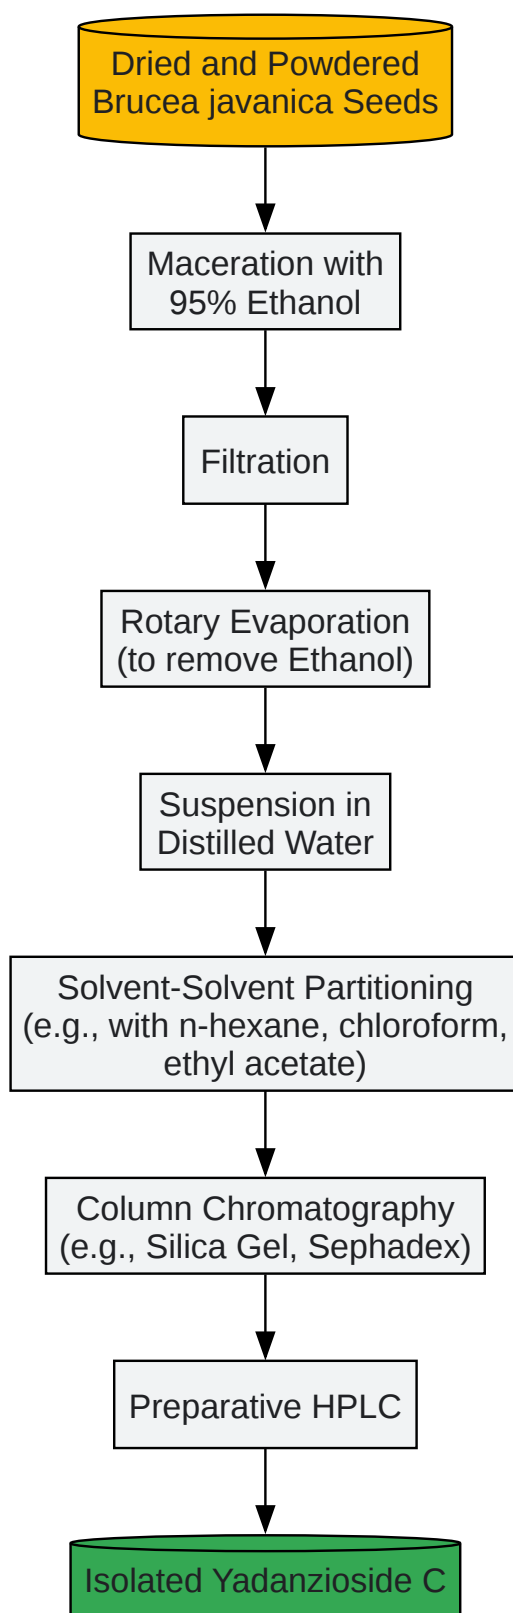 Dried and Powdered
Brucea javanica Seeds
Maceration with
95% Ethanol
Filtration
Rotary Evaporation
(to remove Ethanol)
Suspension in
Distilled Water
Solvent-Solvent Partitioning
(e.g., with n-hexane, chloroform,
ethyl acetate)
Column Chromatography
(e.g., Silica Gel, Sephadex)
Preparative HPLC
Isolated Yadanzioside C